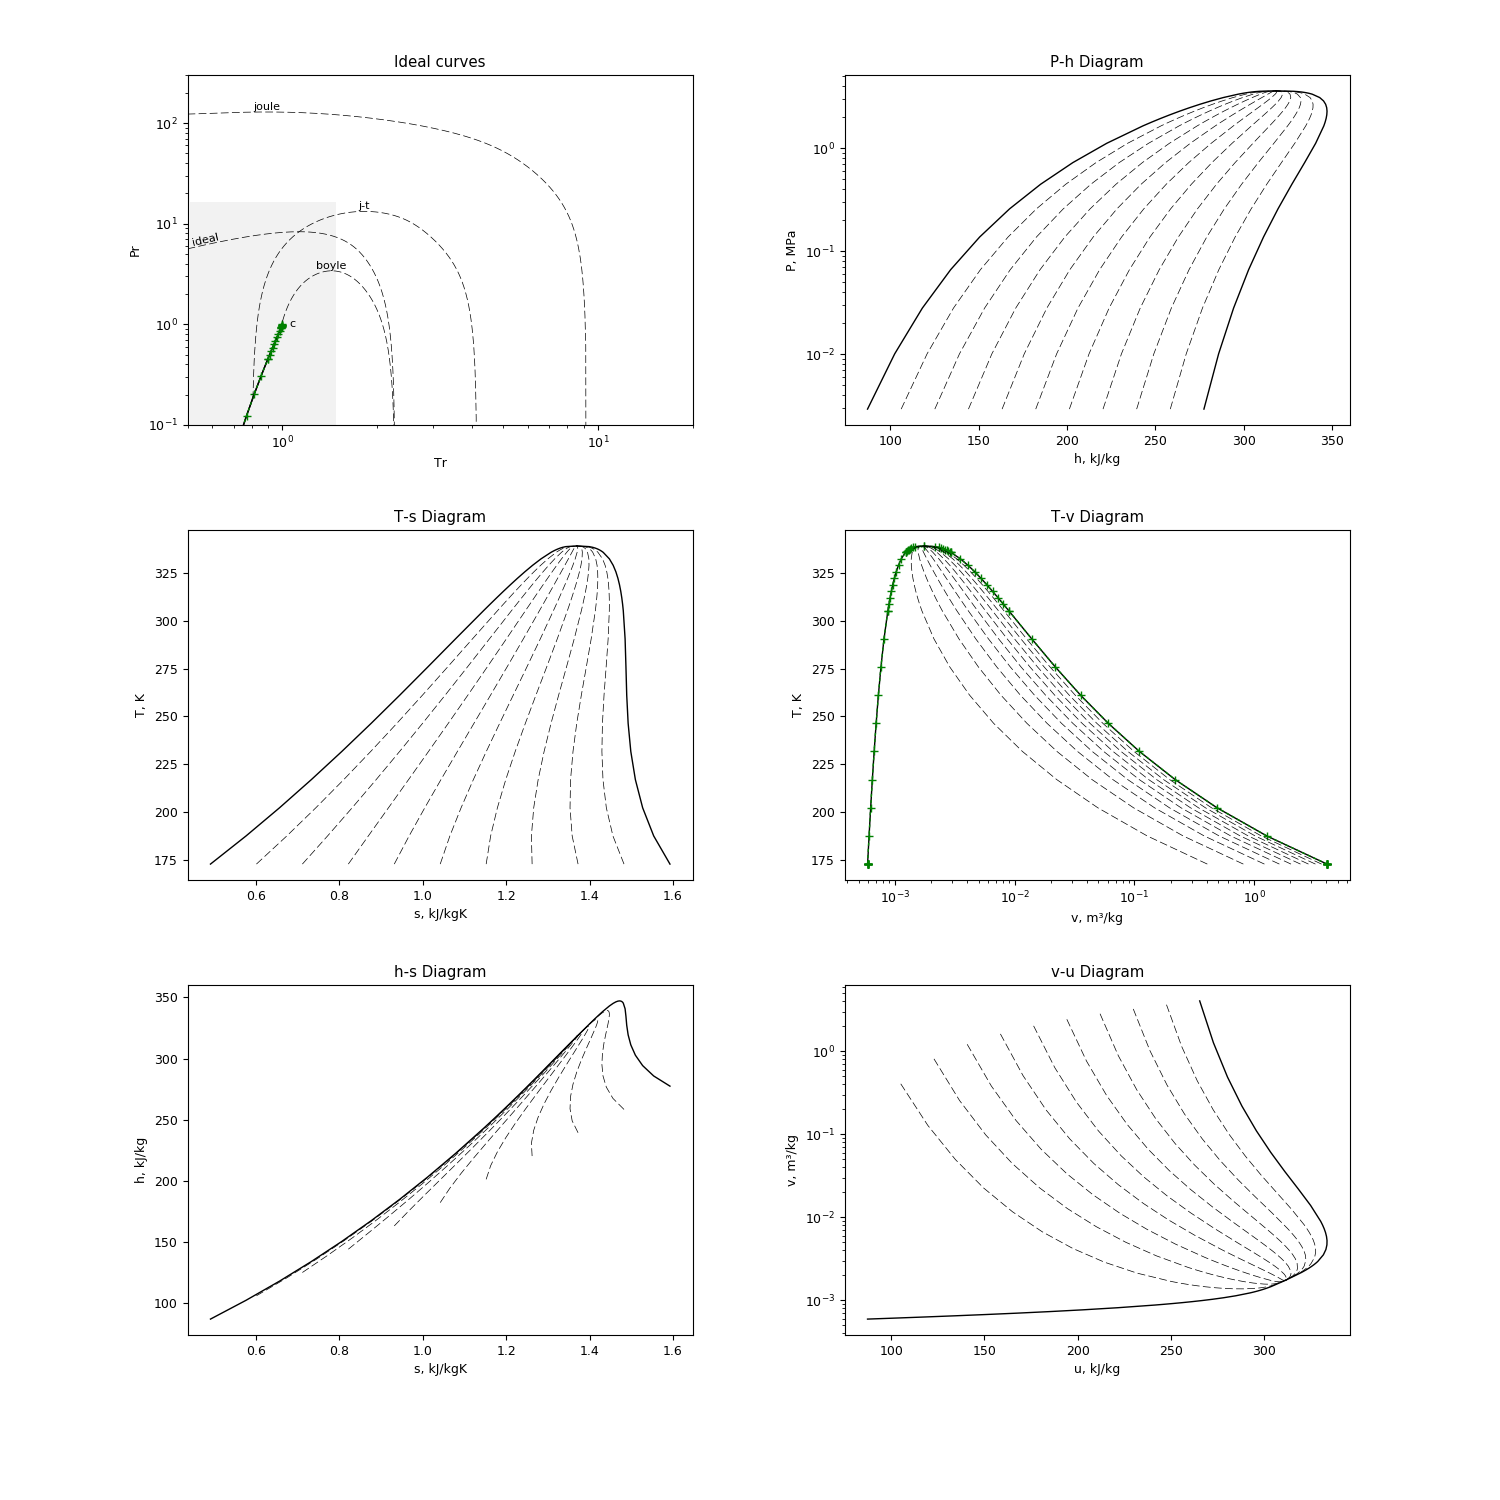 Ideal curves
joule
j-t
ideal
boyle
c
10²
10¹
10⁰
10⁻¹
Pr
10⁰ 10¹
Tr
P-h Diagram
10⁰
10⁻¹
10⁻²
P, MPa
100 150 200 250 300 350
h, kJ/kg
T-s Diagram
325
300
275
250
225
200
175
T, K
0.6 0.8 1.0 1.2 1.4 1.6
s, kJ/kgK
T-v Diagram
325
300
275
250
225
200
175
T, K
10⁻³ 10⁻² 10⁻¹ 10⁰
v, m³/kg
h-s Diagram
350
300
250
200
150
100
h, kJ/kg
0.6 0.8 1.0 1.2 1.4 1.6
s, kJ/kgK
v-u Diagram
10⁰
10⁻¹
10⁻²
10⁻³
v, m³/kg
100 150 200 250 300
u, kJ/kg